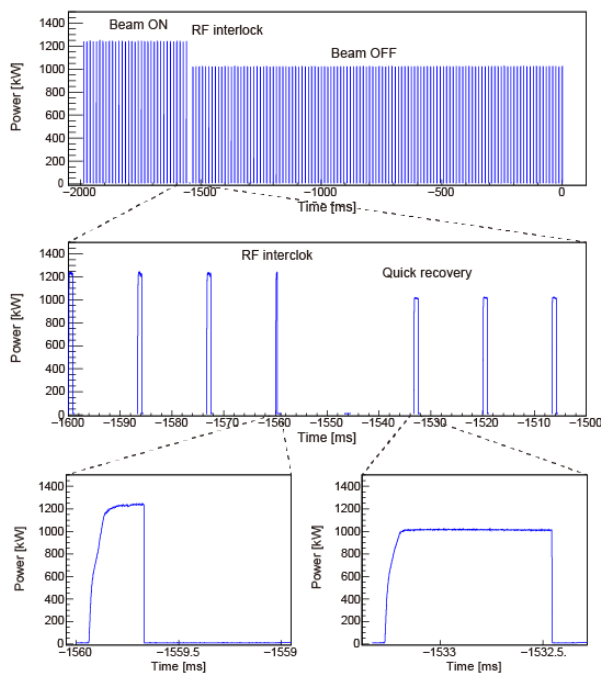 1400
Beam ON
RF interlock
1200
Beam OFF
1000
800
600
400
200
0
Power [kW]
−2000 −1500 −1000 −500 0
Time [ms]
1400
RF interclok
1200
Quick recovery
1000
800
600
400
200
0
Power [kW]
−1600 −1590 −1580 −1570 −1560 −1550 −1540 −1530 −1520 −1510 −1500
Time [ms]
1400
1200
1000
800
600
400
200
0
Power [kW]
−1560 −1559.5 −1559
Time [ms]
1400
1200
1000
800
600
400
200
0
Power [kW]
−1533 −1532.5.
Time [ms]